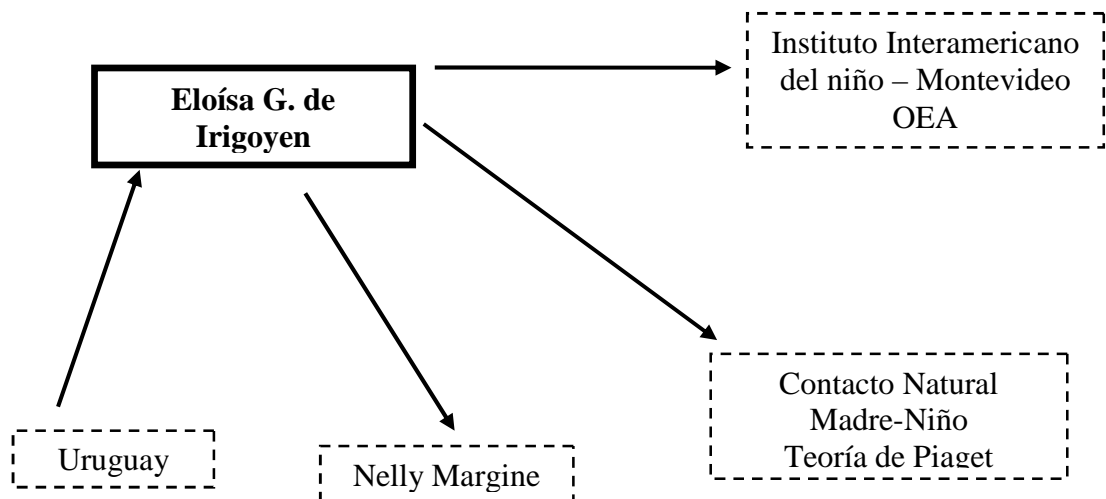 Instituto Interamericano
del niño – Montevideo
OEA
Eloísa G. de
Irigoyen
Contacto Natural
Madre-Niño
Teoría de Piaget
Uruguay
Nelly Margine